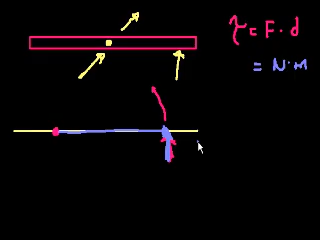 τ = F · d
= N · m